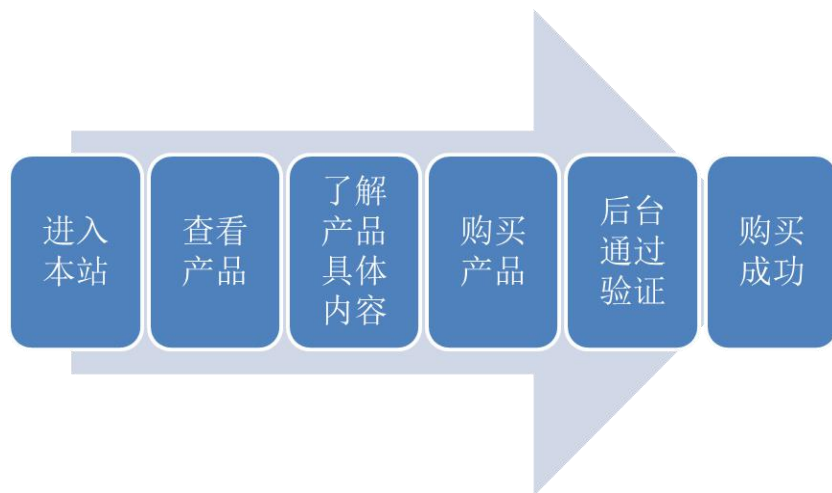 进入
本站
查看
产品
了解
产品
具体
内容
购买
产品
后台
通过
验证
购买
成功